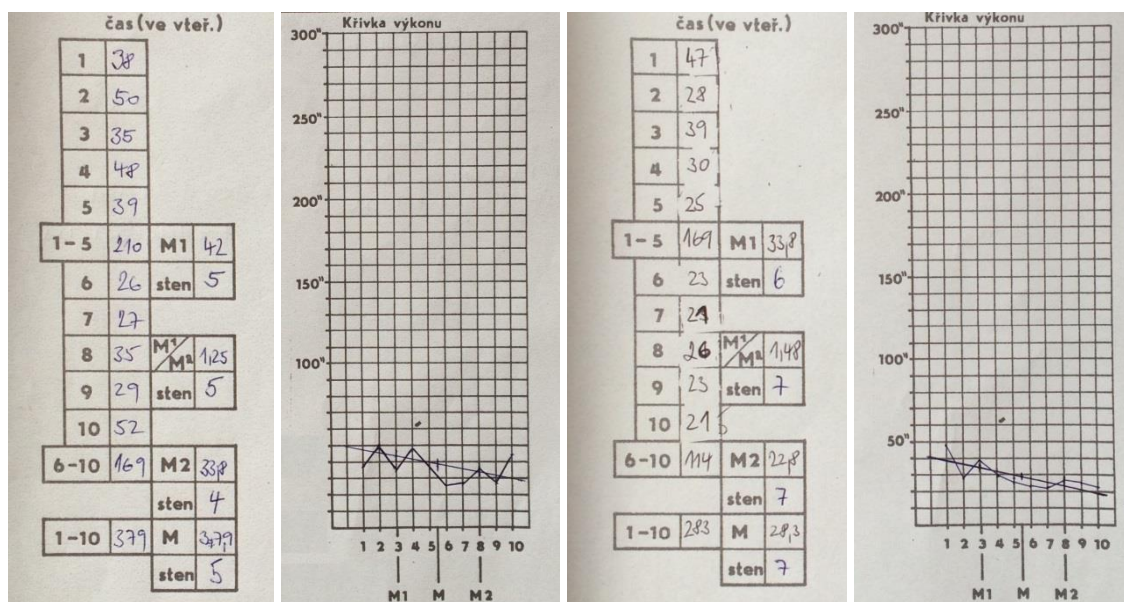 čas (ve vteř.)
1 38
2 50
3 35
4 48
5 39
1-5 210 M1 42
6 26 sten 5
7 27
8 35 M1/M2 1,25
9 29 sten 5
10 52
6-10 169 M2 33,8
sten 4
1-10 379 M
sten 5
Křivka výkonu
300"
250"
200"
150"
100"
1 2 3 4 5 6 7 8 9 10
M1 M M2
čas (ve vteř.)
1 47
2 28
3 39
4 30
5 25
1-5 169 M1 33,8
6 23 sten 6
7
8 26 M1/M2 1,48
9 23 sten 7
10 21
6-10 114 M2 22,8
sten 7
1-10 283 M 28,3
sten 7
Křivka výkonu
300"
250"
200"
150"
100"
50"
1 2 3 4 5 6 7 8 9 10
M1 M M2